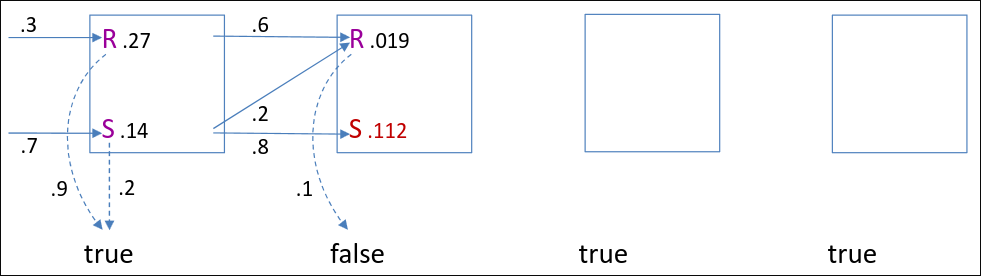 .3 R .27 .6 R .019
.2
.7 S .14 .8 S .112
.9 .2 .1
true false true true